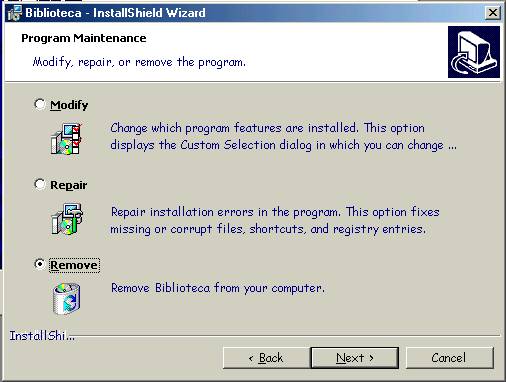 Biblioteca - InstallShield Wizard
Program Maintenance
Modify, repair, or remove the program.
Modify
Change which program features are installed. This option
displays the Custom Selection dialog in which you can change ...
Repair
Repair installation errors in the program. This option fixes
missing or corrupt files, shortcuts, and registry entries.
Remove
Remove Biblioteca from your computer.
InstallShi...
< Back
Next >
Cancel